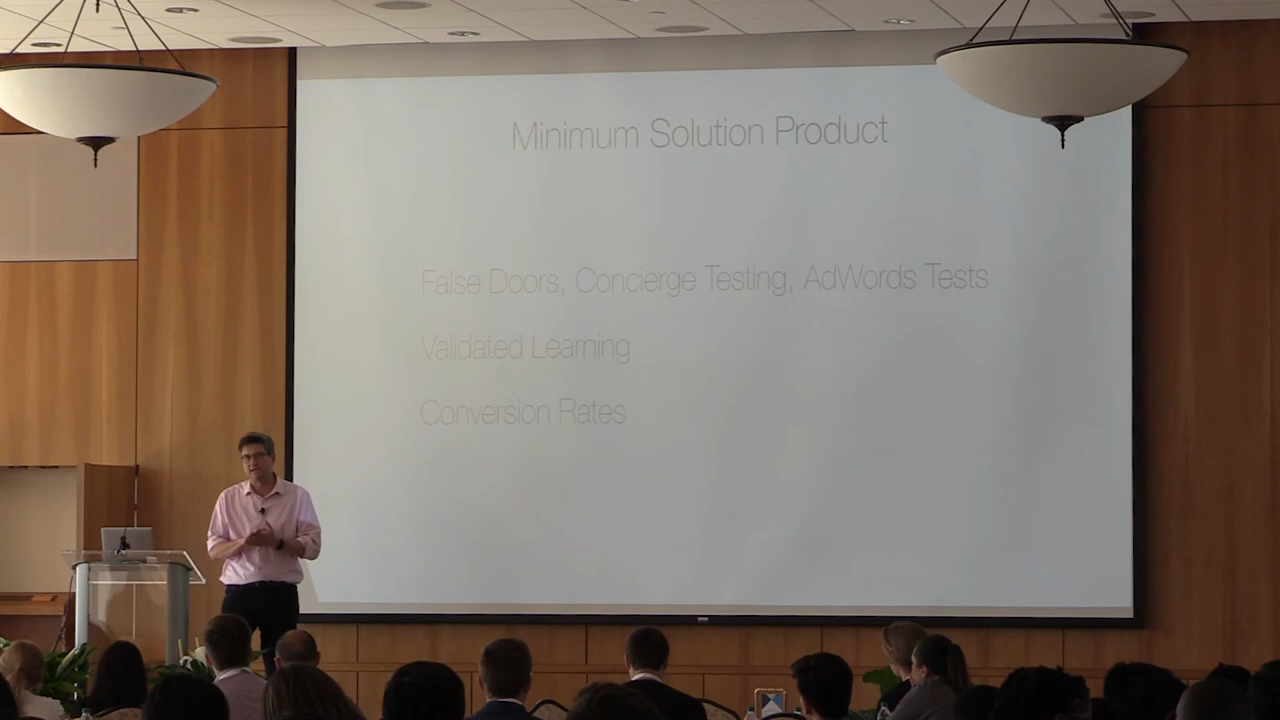 Minimum Solution Product
False Doors, Concierge Testing, AdWords Tests
Validated Learning
Conversion Rates